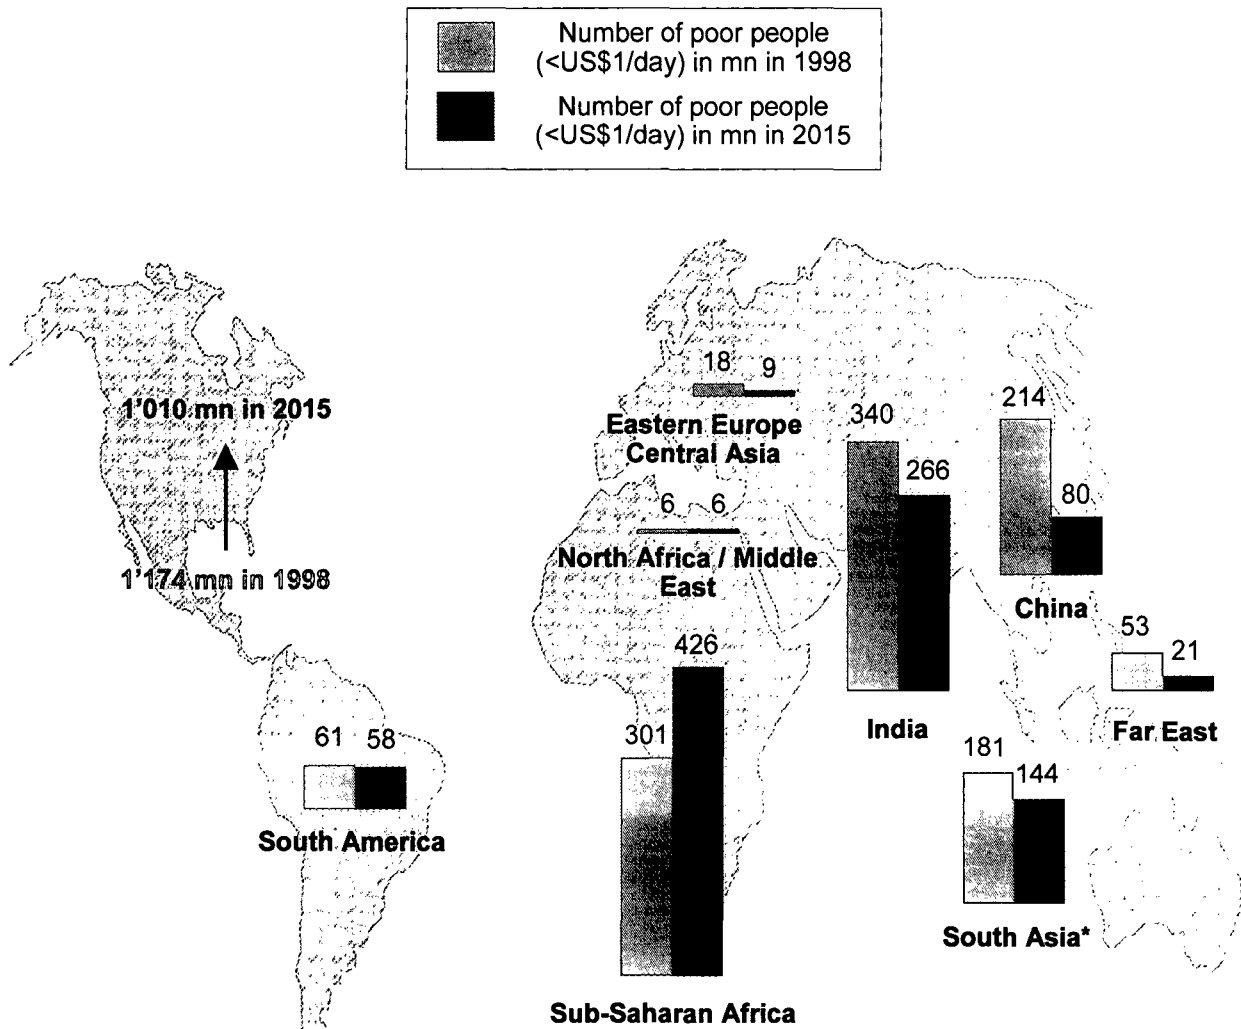 Number of poor people
(<US$1/day) in mn in 1998
Number of poor people
(<US$1/day) in mn in 2015
1'010 mn in 2015
1'174 mn in 1998
18
9
Eastern Europe
Central Asia
6
6
North Africa / Middle
East
340
266
India
214
80
China
53
21
Far East
61
58
South America
301
426
Sub-Saharan Africa
181
144
South Asia*